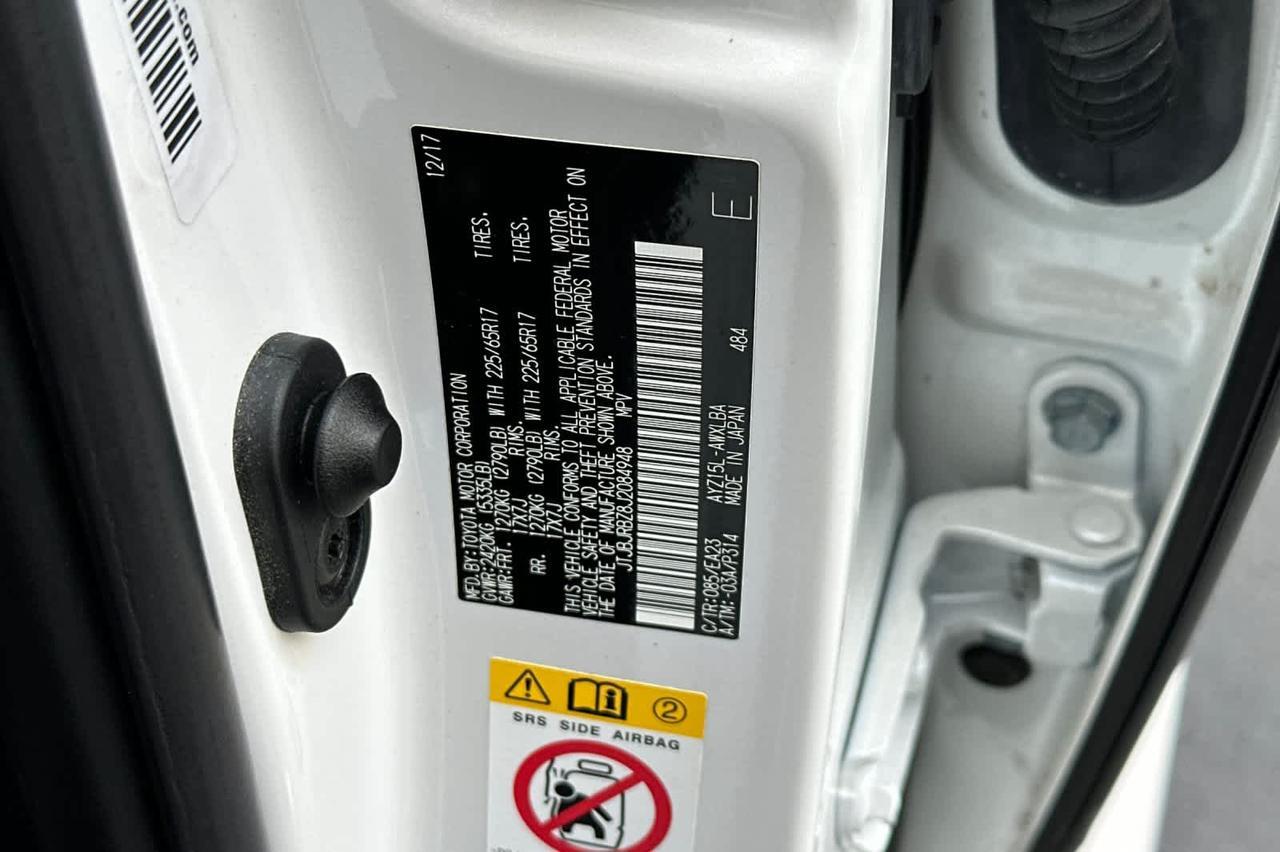 .com
12/17
MFD.BY:TOYOTA MOTOR CORPORATION
GVWR:2420KG (5335LB)
GAWR:FRT. 1270KG (2790LB) WITH 225/65R17 TIRES.
17X7J RIMS.
RR. 1270KG (2790LB) WITH 225/65R17 TIRES.
17X7J RIMS.
THIS VEHICLE CONFORMS TO ALL APPLICABLE FEDERAL MOTOR
VEHICLE SAFETY AND THEFT PREVENTION STANDARDS IN EFFECT ON
THE DATE OF MANUFACTURE SHOWN ABOVE.
JTJBJRBZ8J2084948 MPV
E
C/TR:085/EA23 AYZ15L-AWXLBA 484
A/TM:-03A/P314 MADE IN JAPAN
2
SRS SIDE AIRBAG